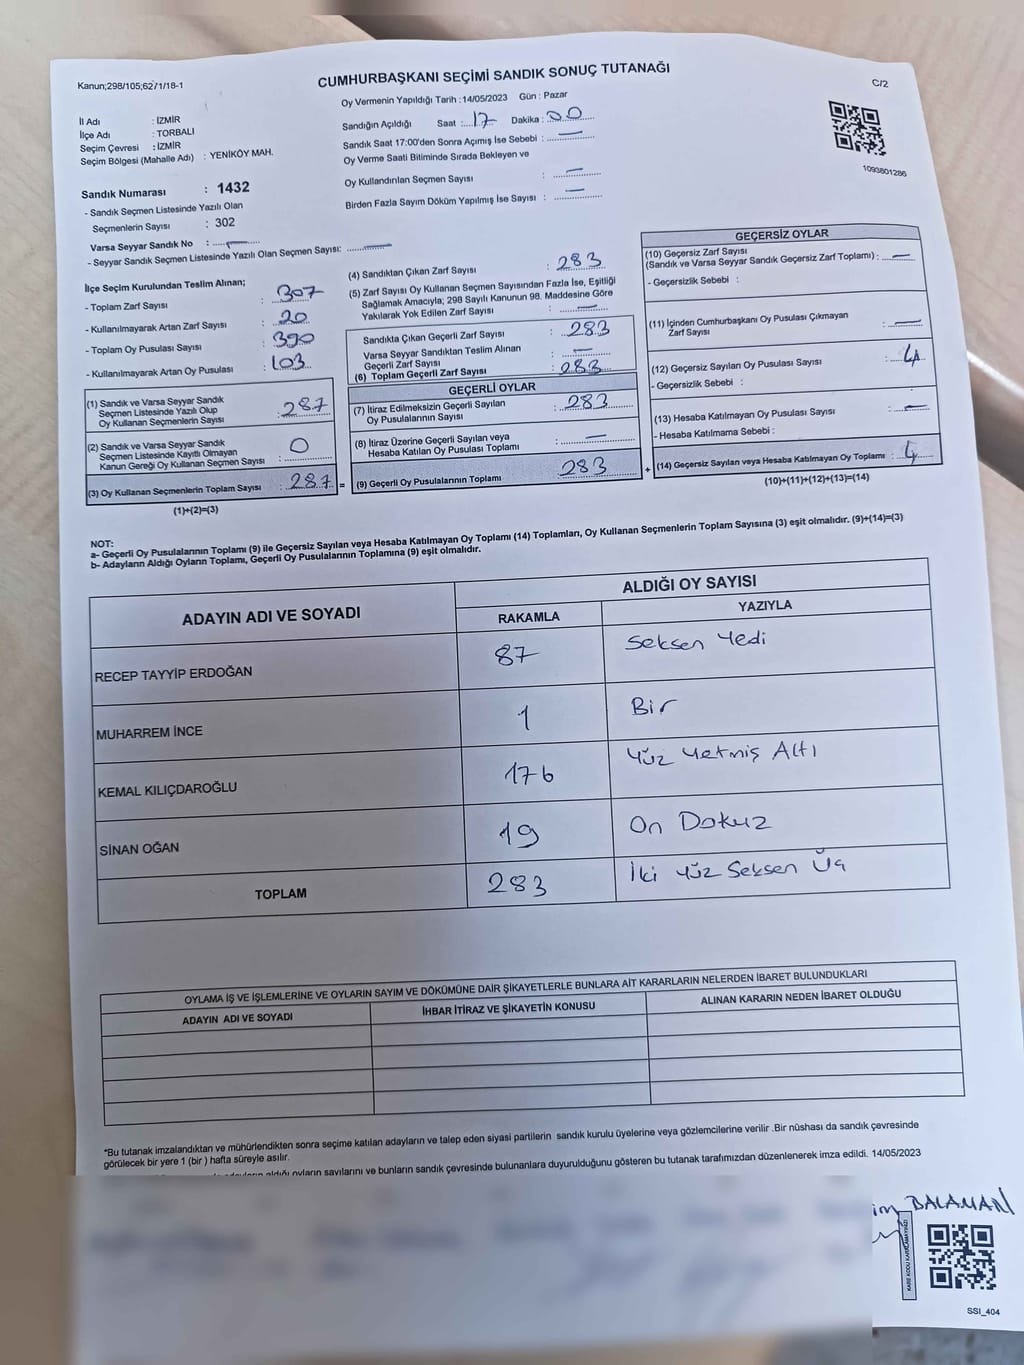 Kanun;298/105;6271/18-1
CUMHURBAŞKANI SEÇİMİ SANDIK SONUÇ TUTANAĞI
C/2
Oy Vermenin Yapıldığı Tarih :14/05/2023 Gün : Pazar
İl Adı : İZMİR
İlçe Adı : TORBALI
Seçim Çevresi : İZMİR
Seçim Bölgesi (Mahalle Adı) : YENİKÖY MAH.
Sandığın Açıldığı Saat : 17 Dakika : 00
Sandık Saat 17:00'den Sonra Açımış İse Sebebi : —
Oy Verme Saati Bitiminde Sırada Bekleyen ve
Oy Kullandırılan Seçmen Sayısı : —
Birden Fazla Sayım Döküm Yapılmış İse Sayısı : —
1093801286
Sandık Numarası : 1432
- Sandık Seçmen Listesinde Yazılı Olan
Seçmenlerin Sayısı : 302
Varsa Seyyar Sandık No : —
- Seyyar Sandık Seçmen Listesinde Yazılı Olan Seçmen Sayısı: —
İlçe Seçim Kurulundan Teslim Alınan;
- Toplam Zarf Sayısı : 307
- Kullanılmayarak Artan Zarf Sayısı : 20
- Toplam Oy Pusulası Sayısı : 390
- Kullanılmayarak Artan Oy Pusulası : 103
(1) Sandık ve Varsa Seyyar Sandık
Seçmen Listesinde Yazılı Olup
Oy Kullanan Seçmenlerin Sayısı : 287
(2) Sandık ve Varsa Seyyar Sandık
Seçmen Listesinde Kayıtlı Olmayan
Kanun Gereği Oy Kullanan Seçmen Sayısı : 0
(3) Oy Kullanan Seçmenlerin Toplam Sayısı : 287 =
(1)+(2)=(3)
(4) Sandıktan Çıkan Zarf Sayısı : 283
(5) Zarf Sayısı Oy Kullanan Seçmen Sayısından Fazla İse, Eşitliği
Sağlamak Amacıyla; 298 Sayılı Kanunun 98. Maddesine Göre
Yakılarak Yok Edilen Zarf Sayısı : —
Sandıkta Çıkan Geçerli Zarf Sayısı : 283
Varsa Seyyar Sandıktan Teslim Alınan
Geçerli Zarf Sayısı : —
(6) Toplam Geçerli Zarf Sayısı : 283
GEÇERLİ OYLAR
(7) İtiraz Edilmeksizin Geçerli Sayılan
Oy Pusulalarının Sayısı : 283
(8) İtiraz Üzerine Geçerli Sayılan veya
Hesaba Katılan Oy Pusulası Toplamı : —
(9) Geçerli Oy Pusulalarının Toplamı : 283 +
GEÇERSİZ OYLAR
(10) Geçersiz Zarf Sayısı
(Sandık ve Varsa Seyyar Sandık Geçersiz Zarf Toplamı) : —
- Geçersizlik Sebebi :
(11) İçinden Cumhurbaşkanı Oy Pusulası Çıkmayan
Zarf Sayısı : —
(12) Geçersiz Sayılan Oy Pusulası Sayısı : 4
- Geçersizlik Sebebi :
(13) Hesaba Katılmayan Oy Pusulası Sayısı : —
- Hesaba Katılmama Sebebi :
(14) Geçersiz Sayılan veya Hesaba Katılmayan Oy Toplamı : 4
(10)+(11)+(12)+(13)=(14)
NOT:
a- Geçerli Oy Pusulalarının Toplamı (9) ile Geçersiz Sayılan veya Hesaba Katılmayan Oy Toplamı (14) Toplamları, Oy Kullanan Seçmenlerin Toplam Sayısına (3) eşit olmalıdır. (9)+(14)=(3)
b- Adayların Aldığı Oyların Toplamı, Geçerli Oy Pusulalarının Toplamına (9) eşit olmalıdır.
ADAYIN ADI VE SOYADI
ALDIĞI OY SAYISI
RAKAMLA YAZIYLA
RECEP TAYYİP ERDOĞAN 87 Seksen Yedi
MUHARREM İNCE 1 Bir
KEMAL KILIÇDAROĞLU 176 Yüz Yetmiş Altı
SİNAN OĞAN 19 On Dokuz
TOPLAM 283 İki Yüz Seksen Üç
OYLAMA İŞ VE İŞLEMLERİNE VE OYLARIN SAYIM VE DÖKÜMÜNE DAİR ŞİKAYETLERLE BUNLARA AİT KARARLARIN NELERDEN İBARET BULUNDUKLARI
ADAYIN ADI VE SOYADI İHBAR İTİRAZ VE ŞİKAYETİN KONUSU ALINAN KARARIN NEDEN İBARET OLDUĞU
*Bu tutanak imzalandıktan ve mühürlendikten sonra seçime katılan adayların ve talep eden siyasi partilerin sandık kurulu üyelerine veya gözlemcilerine verilir .Bir nüshası da sandık çevresinde
görülecek bir yere 1 (bir ) hafta süreyle asılır.
aldığı oyların sayılarını ve bunların sandık çevresinde bulunanlara duyurulduğunu gösteren bu tutanak tarafımızdan düzenlenerek imza edildi. 14/05/2023
im BALAMAN
KARE KODU KAPATMAYINIZ!
SSI_404